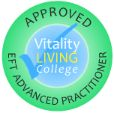 APPROVED
Vitality
LIVING
College
EFT ADVANCED PRACTITIONER